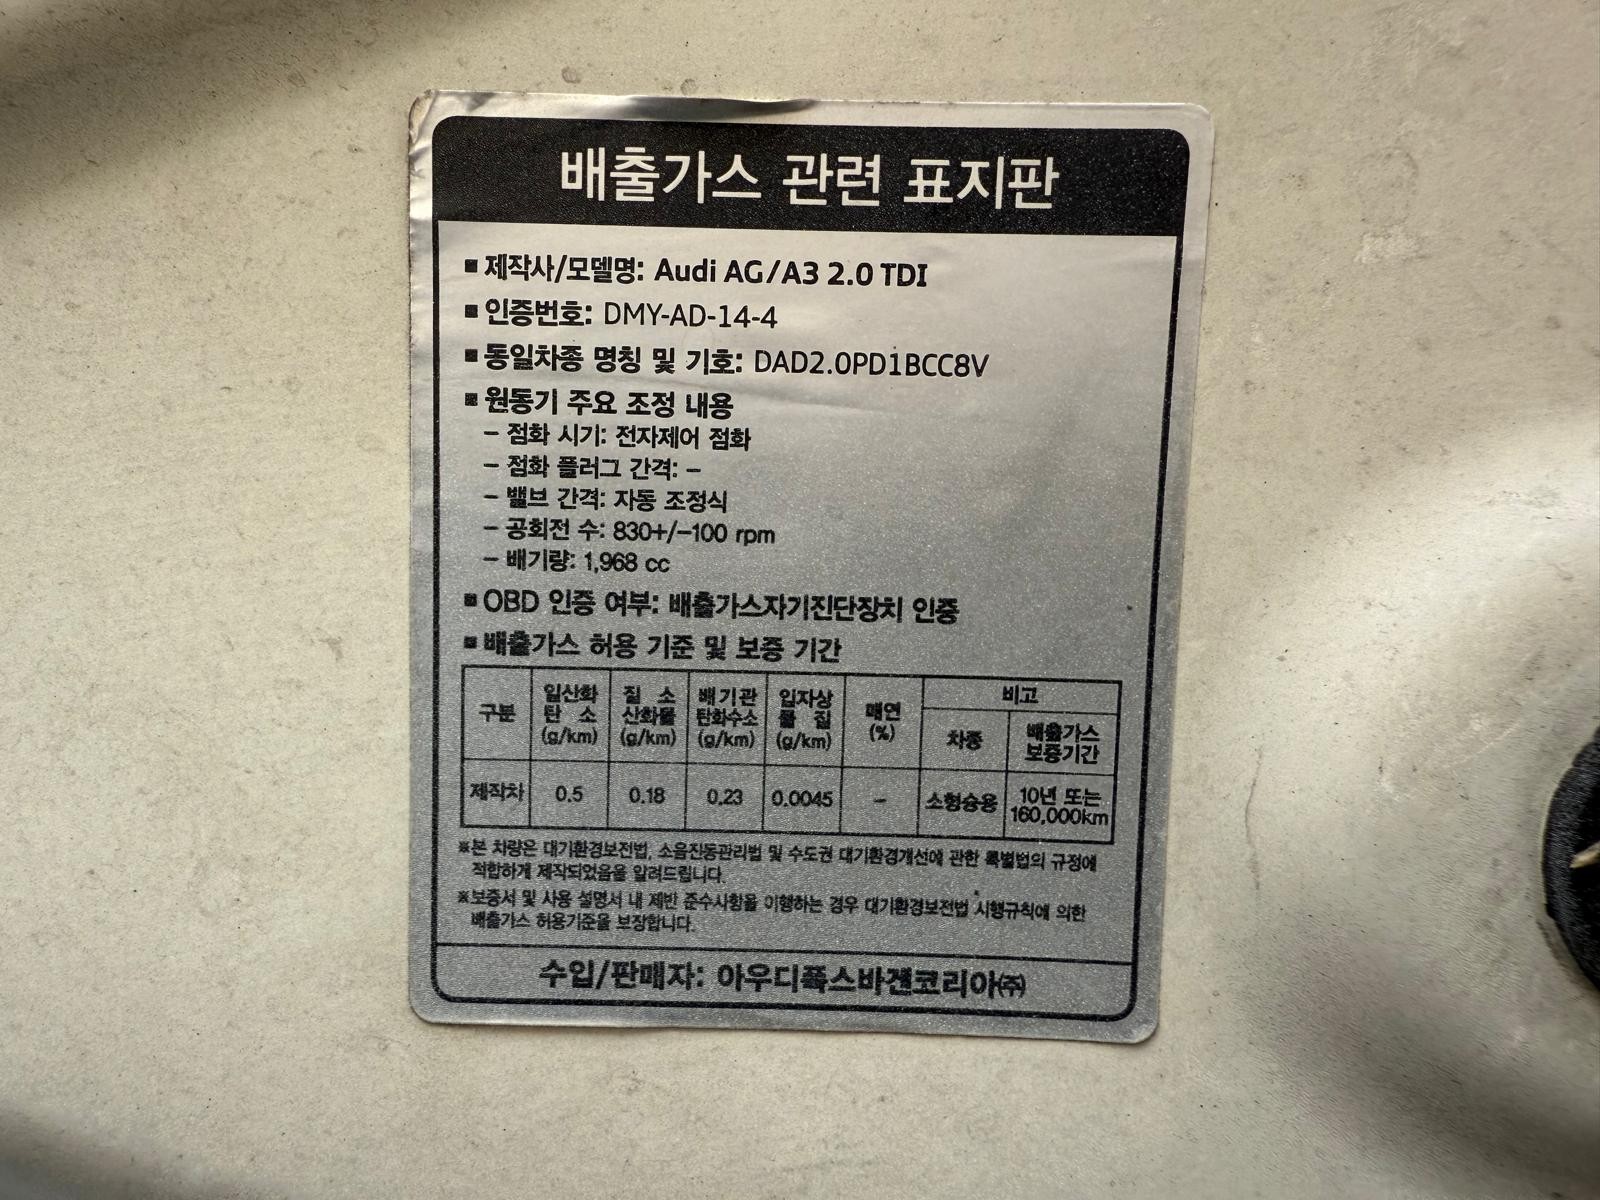 배출가스 관련 표지판
▪제작사/모델명: Audi AG/A3 2.0 TDI
▪인증번호: DMY-AD-14-4
▪동일차종 명칭 및 기호: DAD2.0PD1BCC8V
▪원동기 주요 조정 내용
- 점화 시기: 전자제어 점화
- 점화 플러그 간격: -
- 밸브 간격: 자동 조정식
- 공회전 수: 830+/-100 rpm
- 배기량: 1,968 cc
▪OBD 인증 여부: 배출가스자기진단장치 인증
▪배출가스 허용 기준 및 보증 기간
구분 일산화 탄 소 (g/km) 질 소 산화물 (g/km) 배기관 탄화수소 (g/km) 입자상 물 질 (g/km) 매연 (%) 비고
차종 배출가스 보증기간
제작차 0.5 0.18 0.23 0.0045 - 소형승용 10년 또는 160,000km
※본 차량은 대기환경보전법, 소음진동관리법 및 수도권 대기환경개선에 관한 특별법의 규정에
적합하게 제작되었음을 알려드립니다.
※보증서 및 사용 설명서 내 제반 준수사항을 이행하는 경우 대기환경보전법 시행규칙에 의한
배출가스 허용기준을 보장합니다.
수입/판매자: 아우디폭스바겐코리아㈜